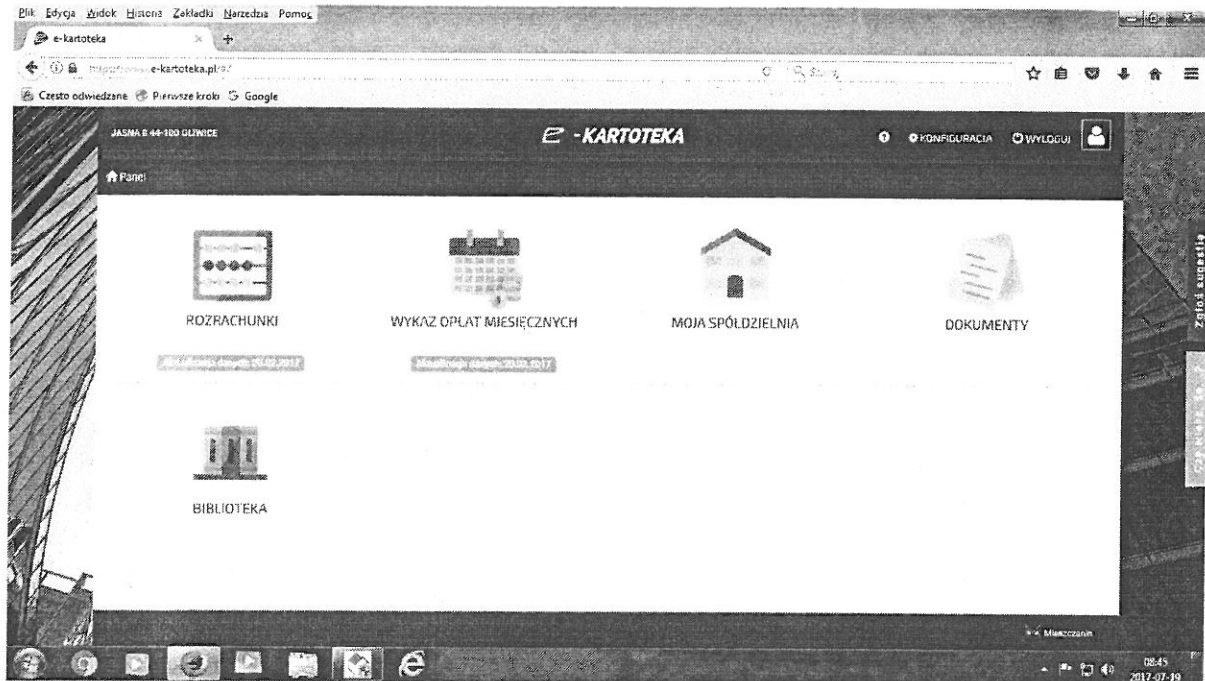 Plik Edycja Widok Historia Zakładki Narzędzia Pomoc
e-kartoteka
e-kartoteka.pl
Często odwiedzane Pierwsze kroki Google
JASNA 8 44-100 GLIWICE
e -KARTOTEKA
KONFIGURACJA WYLOGUJ
Panel
ROZRACHUNKI
WYKAZ OPŁAT MIESIĘCZNYCH
MOJA SPÓŁDZIELNIA
DOKUMENTY
BIBLIOTEKA
Zgłoś sugestię
Mieszczanin
08:45
2017-07-19